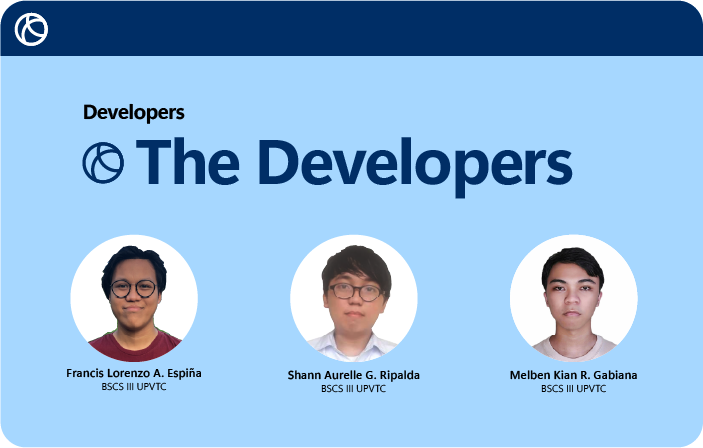 Developers
The Developers
Francis Lorenzo A. Espiña
BSCS III UPVTC
Shann Aurelle G. Ripalda
BSCS III UPVTC
Melben Kian R. Gabiana
BSCS III UPVTC